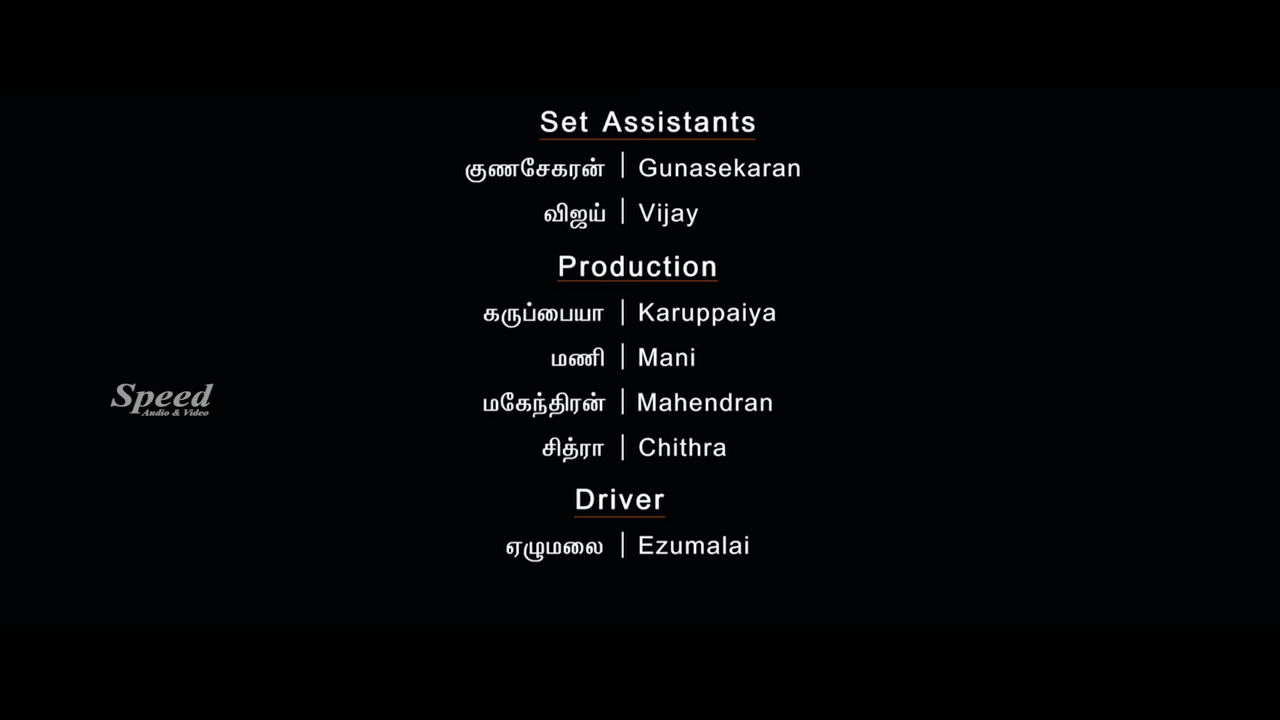 Set Assistants
குணசேகரன் | Gunasekaran
விஜய் | Vijay
Production
கருப்பையா | Karuppaiya
மணி | Mani
மகேந்திரன் | Mahendran
சித்ரா | Chithra
Driver
ஏழுமலை | Ezumalai
Speed
Audio & Video